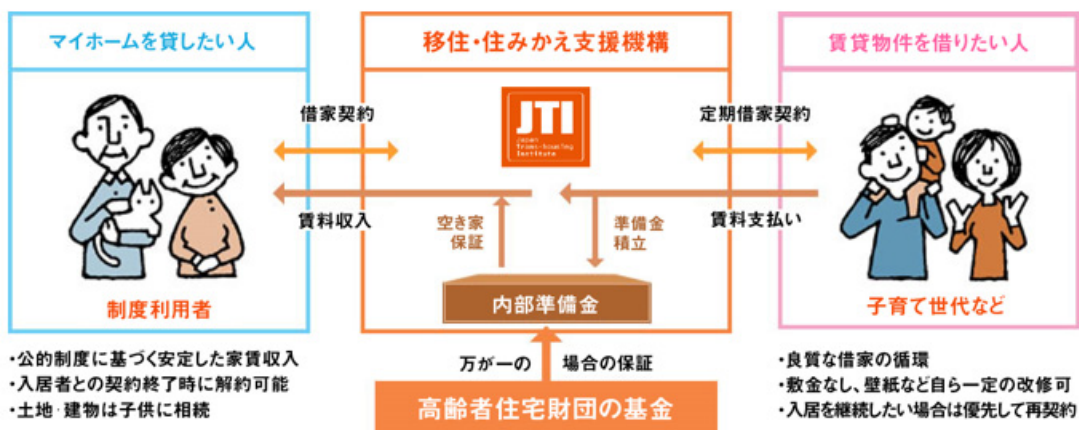 マイホームを貸したい人
移住・住みかえ支援機構
賃貸物件を借りたい人
借家契約
JTI
Japan
Trans-housing
Institute
定期借家契約
賃料収入
空き家
保証
準備金
積立
賃料支払い
制度利用者
内部準備金
子育て世代など
・公的制度に基づく安定した家賃収入
・入居者との契約終了時に解約可能
・土地・建物は子供に相続
万が一の 場合の保証
高齢者住宅財団の基金
・良質な借家の循環
・敷金なし、壁紙など自ら一定の改修可
・入居を継続したい場合は優先して再契約